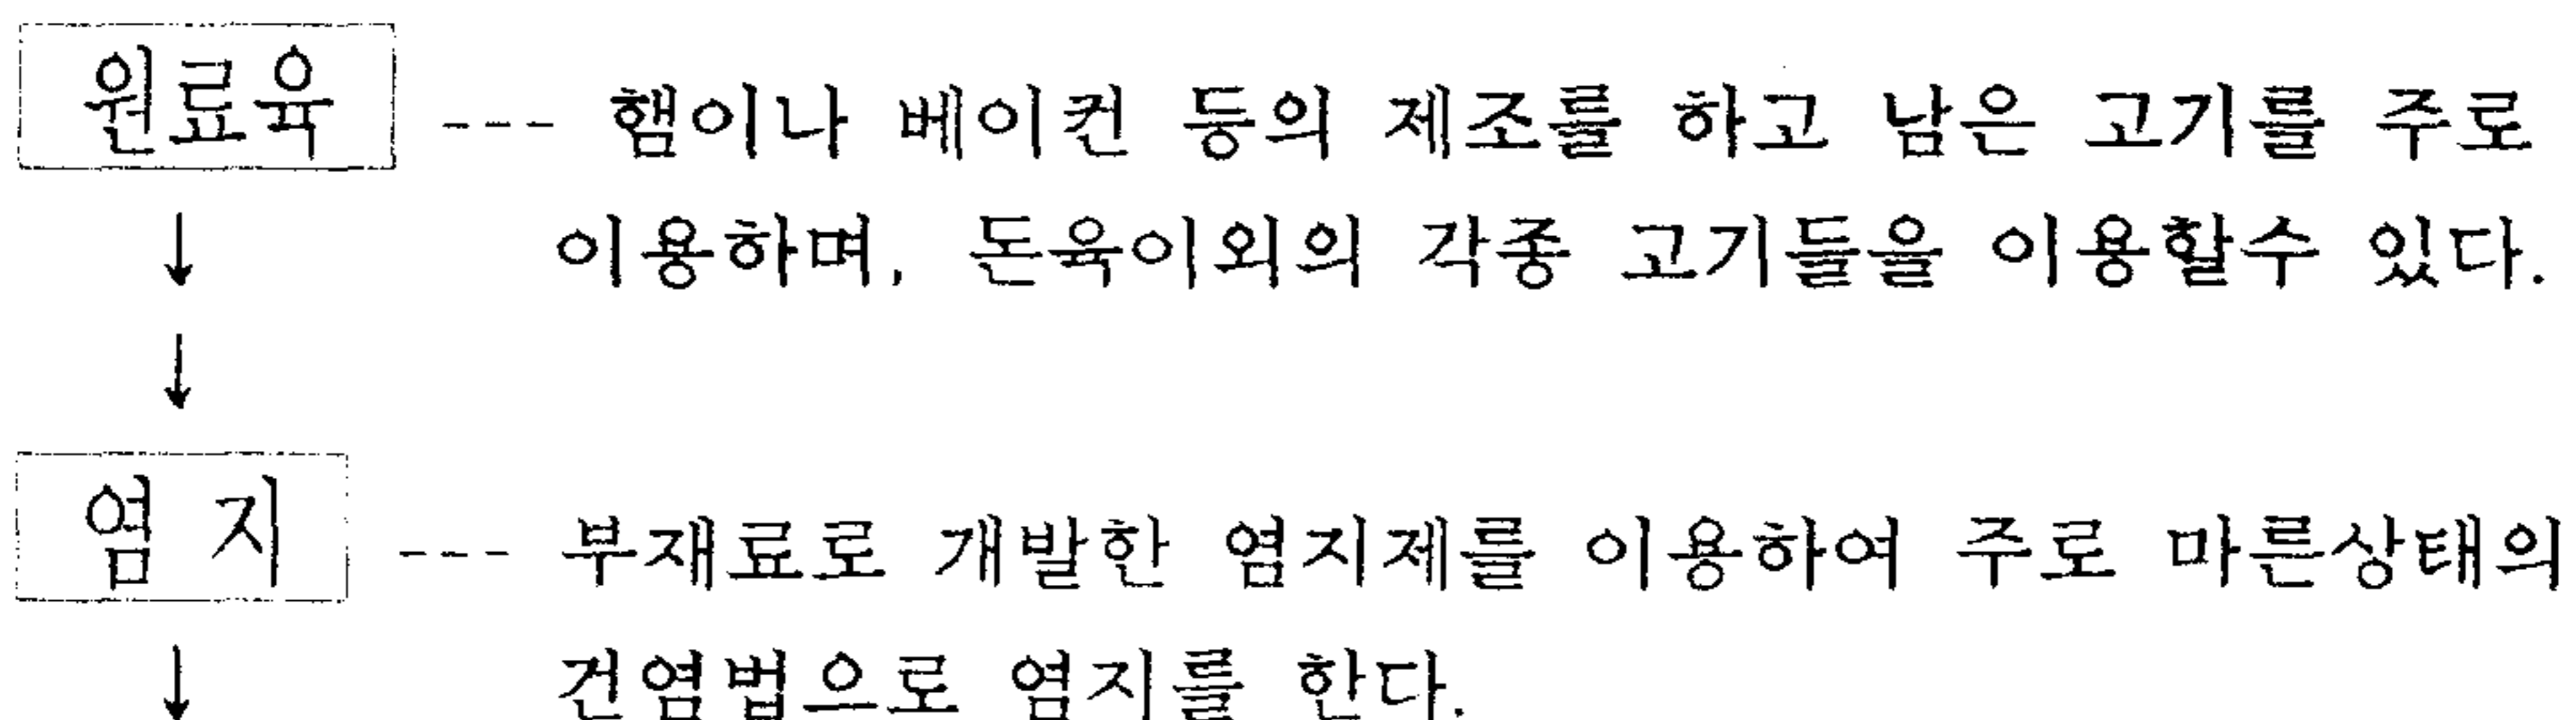 원료육 --- 햄이나 베이컨 등의 제조를 하고 남은 고기를 주로
이용하며, 돈육이외의 각종 고기들을 이용할수 있다.
↓
↓
염 지 --- 부재료로 개발한 염지제를 이용하여 주로 마른상태의
↓ 건염법으로 염지를 한다.